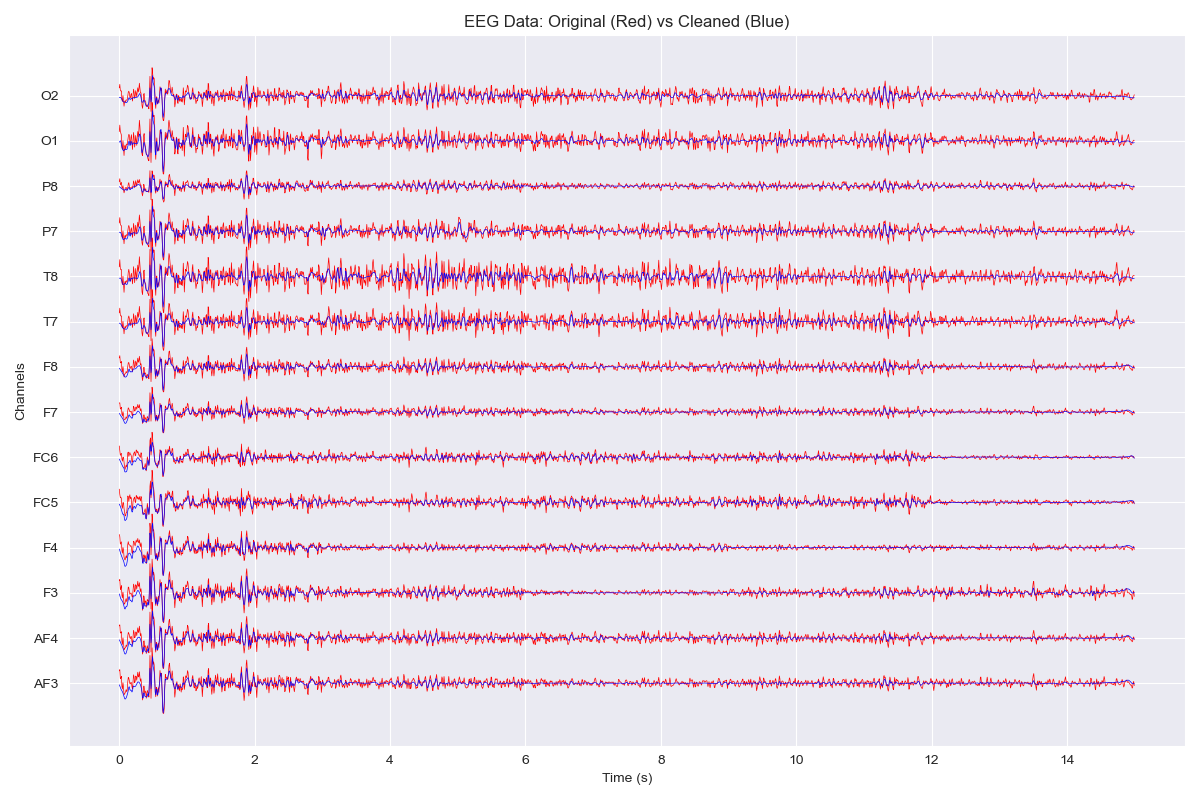 EEG Data: Original (Red) vs Cleaned (Blue)
O2
O1
P8
P7
T8
T7
F8
F7
FC6
FC5
F4
F3
AF4
AF3
Channels
0 2 4 6 8 10 12 14
Time (s)